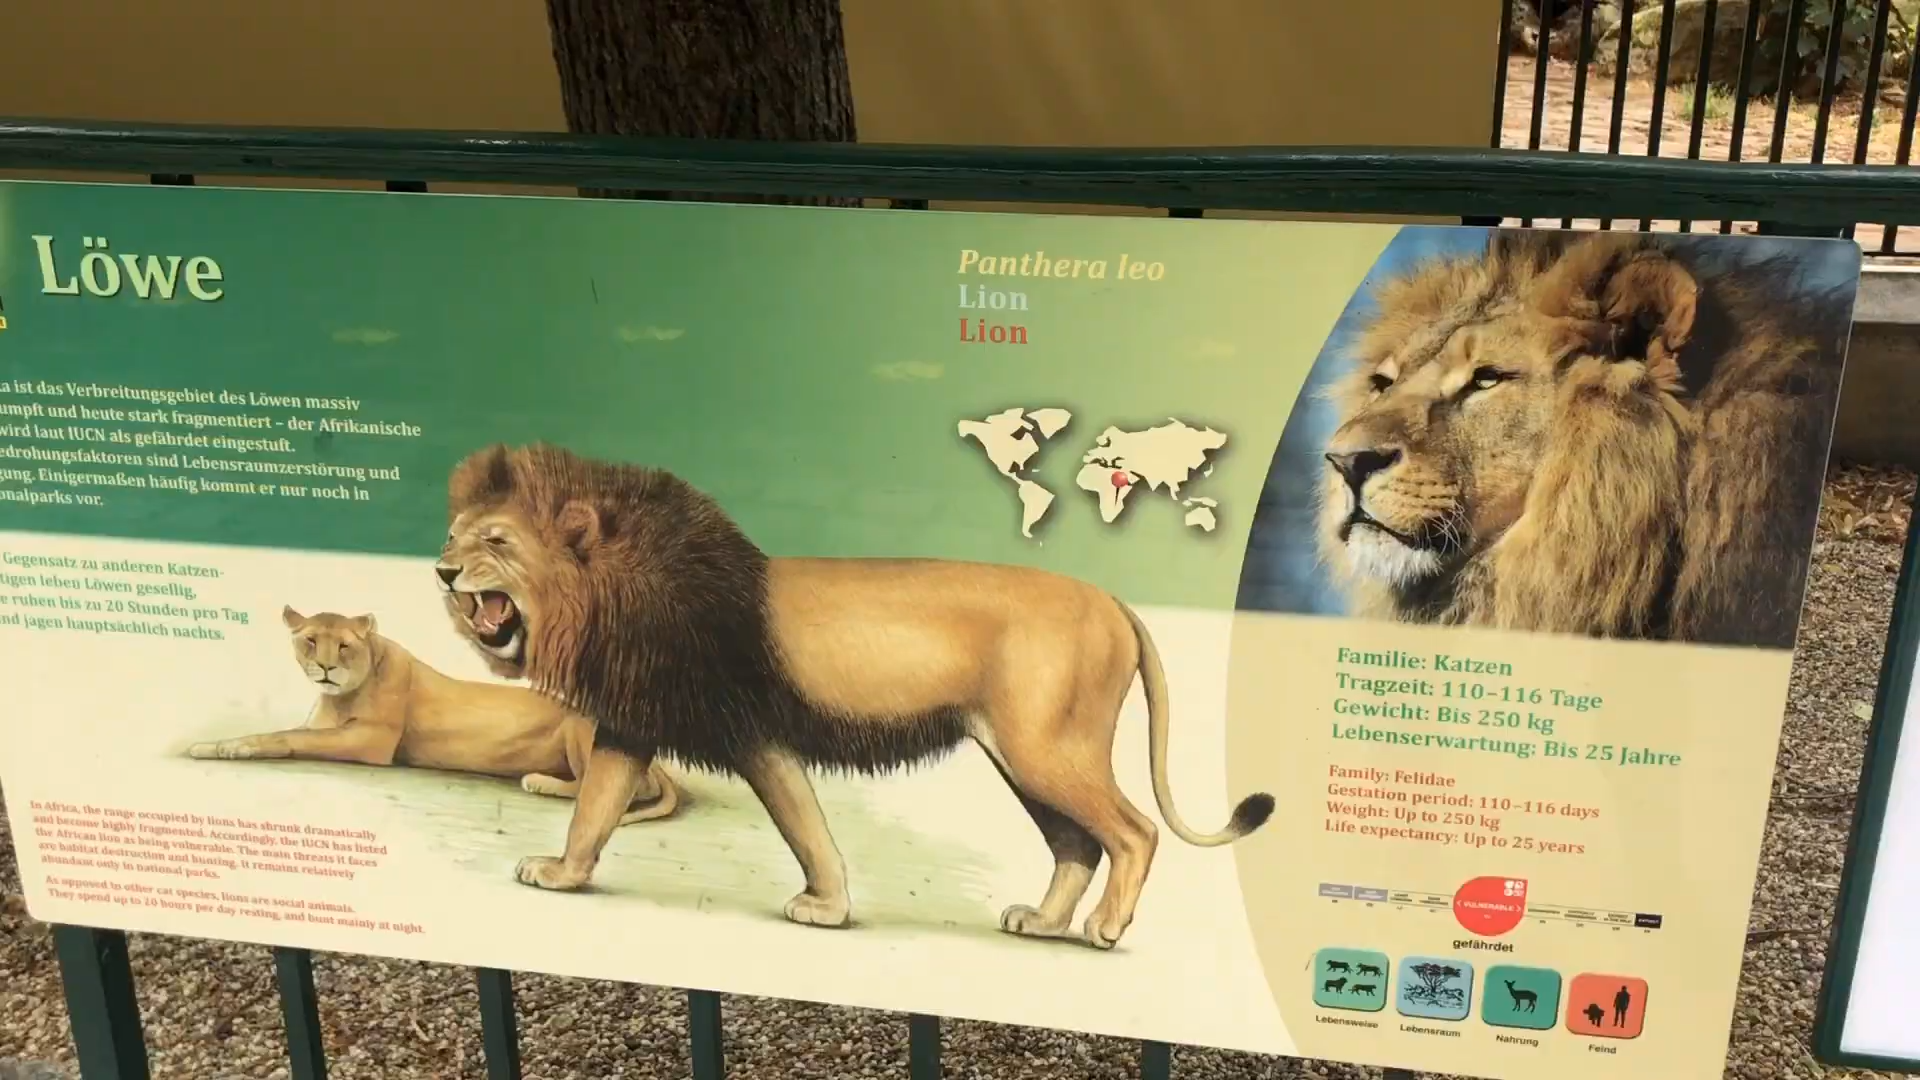 Löwe
Panthera leo
Lion
Lion
ist das Verbreitungsgebiet des Löwen massiv
und heute stark fragmentiert – der Afrikanische
wird laut IUCN als gefährdet eingestuft.
sind Lebensraumzerstörung und
Einigermaßen häufig kommt er nur noch in
vor.
Gegensatz zu anderen Katzen-
leben Löwen gesellig,
ruhen bis zu 20 Stunden pro Tag
jagen hauptsächlich nachts.
In Africa, the range occupied by lions has shrunk dramatically
and become highly fragmented. Accordingly, the IUCN has listed
the African lion as being vulnerable. The main threats it faces
are habitat destruction and hunting. It remains relatively
abundant only in national parks.
As opposed to other cat species, lions are social animals.
They spend up to 20 hours per day resting, and hunt mainly at night.
Familie: Katzen
Tragzeit: 110–116 Tage
Gewicht: Bis 250 kg
Lebenserwartung: Bis 25 Jahre
Family: Felidae
Gestation period: 110–116 days
Weight: Up to 250 kg
Life expectancy: Up to 25 years
< VULNERABLE >
gefährdet
Lebensweise
Lebensraum
Nahrung
Feind